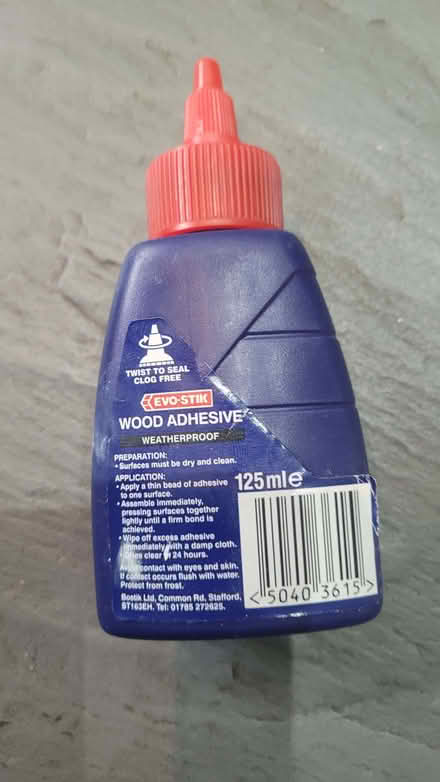 TWIST TO SEAL
CLOG FREE
EVO-STIK
WOOD ADHESIVE
WEATHERPROOF
PREPARATION:
• Surfaces must be dry and clean.
APPLICATION:
• Apply a thin bead of adhesive
to one surface.
• Assemble immediately,
pressing surfaces together
lightly until a firm bond is
achieved.
• Wipe off excess adhesive
immediately with a damp cloth.
• Dries clear in 24 hours.
Avoid contact with eyes and skin.
If contact occurs flush with water.
Protect from frost.
Bostik Ltd, Common Rd, Stafford,
ST163EH. Tel: 01785 272625.
125ml e
< 5040 3615 >